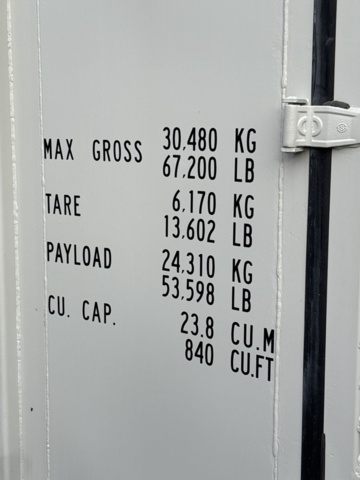 MAX GROSS 30,480 KG
67,200 LB
TARE 6,170 KG
13,602 LB
PAYLOAD 24,310 KG
53,598 LB
CU. CAP. 23.8 CU.M
840 CU.FT